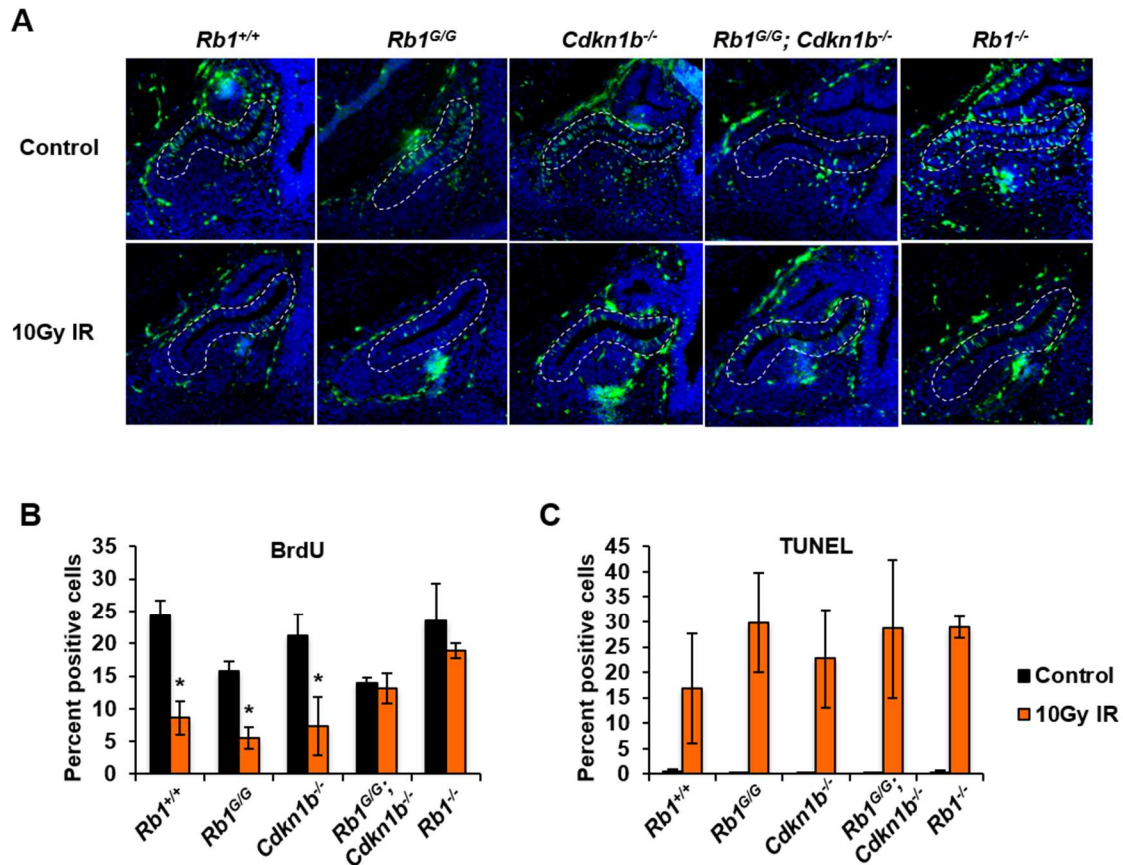 A
Rb1+/+ Rb1G/G Cdkn1b-/- Rb1G/G; Cdkn1b-/- Rb1-/-
Control
10Gy IR
B
BrdU
Percent positive cells
35
30
25
20
15
10
5
0
* * *
Rb1+/+ Rb1G/G Cdkn1b-/- Rb1G/G; Cdkn1b-/- Rb1-/-
C
TUNEL
Percent positive cells
45
40
35
30
25
20
15
10
5
0
Rb1+/+ Rb1G/G Cdkn1b-/- Rb1G/G; Cdkn1b-/- Rb1-/-
Control
10Gy IR